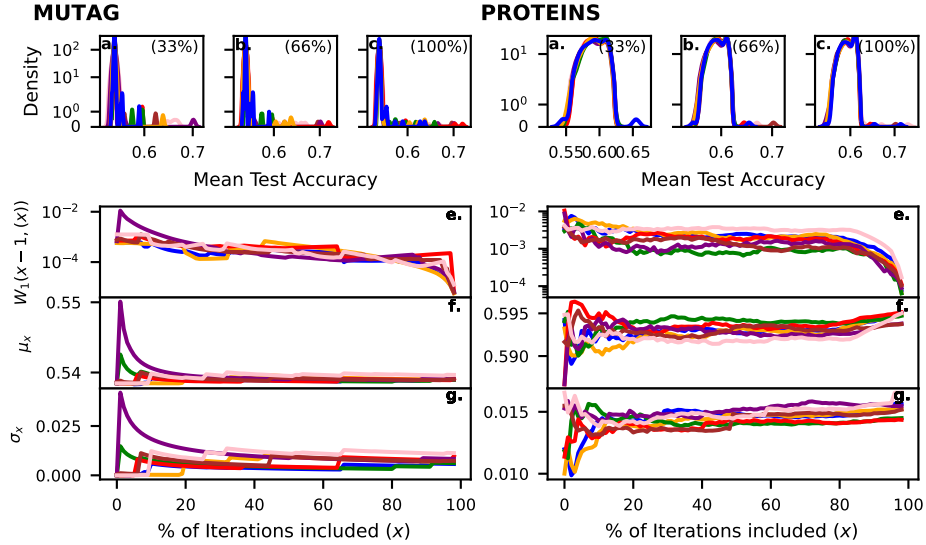 MUTAG
PROTEINS
a. (33%)
b. (66%)
c. (100%)
a. (33%)
b. (66%)
c. (100%)
Density
10²
10¹
10⁰
0
0.6 0.7
0.6 0.7
0.6 0.7
10¹
10⁰
0
0.55 0.60 0.65
0.6 0.7
0.6 0.7
Mean Test Accuracy
Mean Test Accuracy
W₁(x − 1, (x))
10⁻²
10⁻⁴
e.
10⁻²
10⁻³
10⁻⁴
e.
μₓ
0.55
0.54
f.
0.595
0.590
f.
σₓ
0.025
0.000
g.
0.015
0.010
g.
0 20 40 60 80 100
0 20 40 60 80 100
% of Iterations included (x)
% of Iterations included (x)